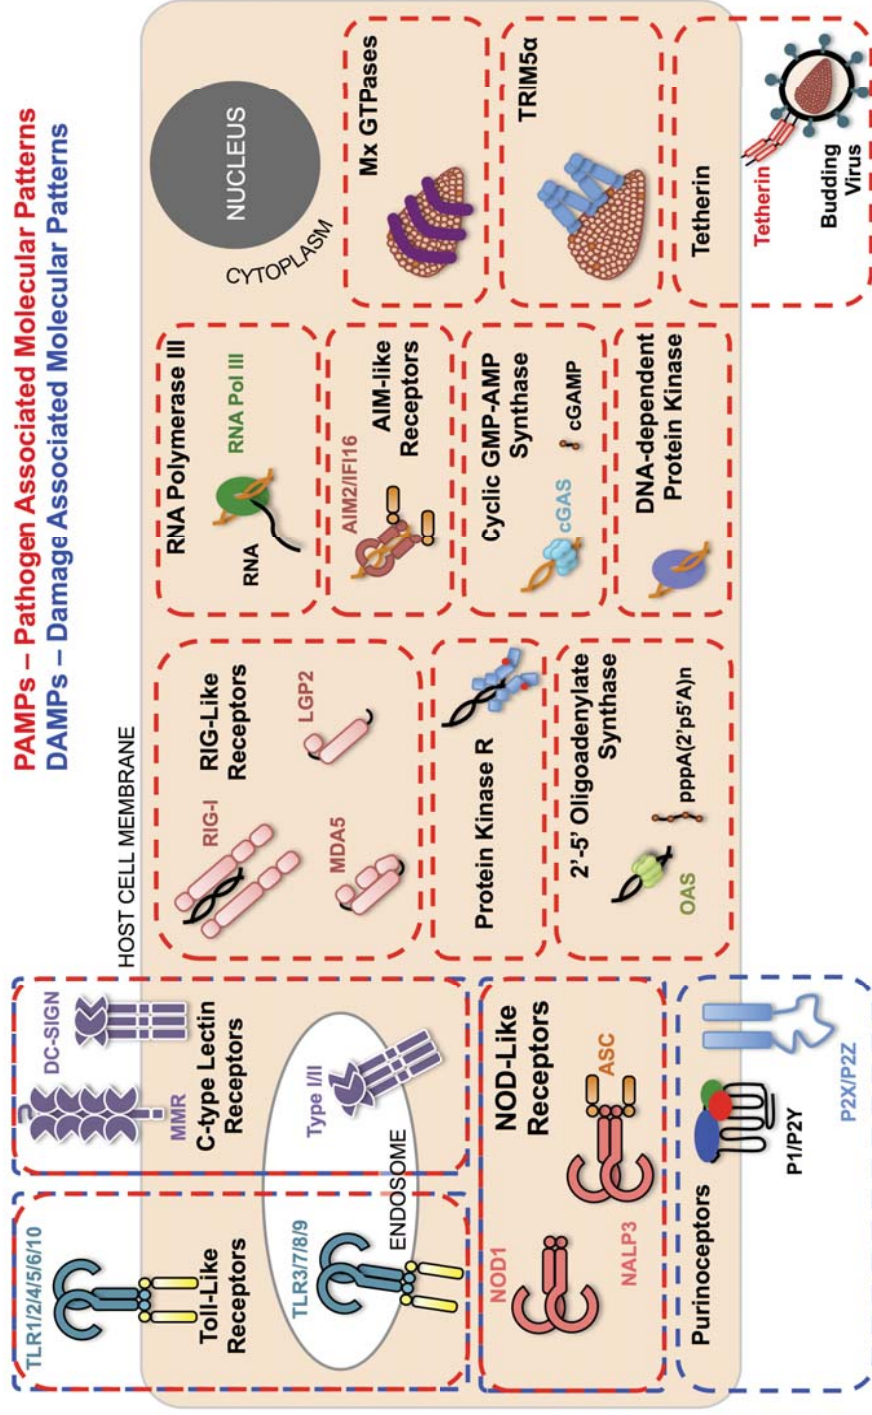 PAMPs – Pathogen Associated Molecular Patterns
DAMPs – Damage Associated Molecular Patterns
HOST CELL MEMBRANE
TLR1/2/4/5/6/10
Toll-Like
Receptors
TLR3/7/8/9
ENDOSOME
DC-SIGN
MMR
C-type Lectin
Receptors
Type I/II
NOD1
NOD-Like
Receptors
NALP3
ASC
Purinoceptors
P1/P2Y
P2X/P2Z
RIG-I
RIG-Like
Receptors
MDA5
LGP2
Protein Kinase R
2'-5' Oligoadenylate
Synthase
OAS
pppA(2'p5'A)n
RNA Polymerase III
RNA
RNA Pol III
AIM2/IFI16
AIM-like
Receptors
Cyclic GMP-AMP
Synthase
cGAS
cGAMP
DNA-dependent
Protein Kinase
NUCLEUS
CYTOPLASM
Mx GTPases
TRIM5α
Tetherin
Tetherin
Budding
Virus